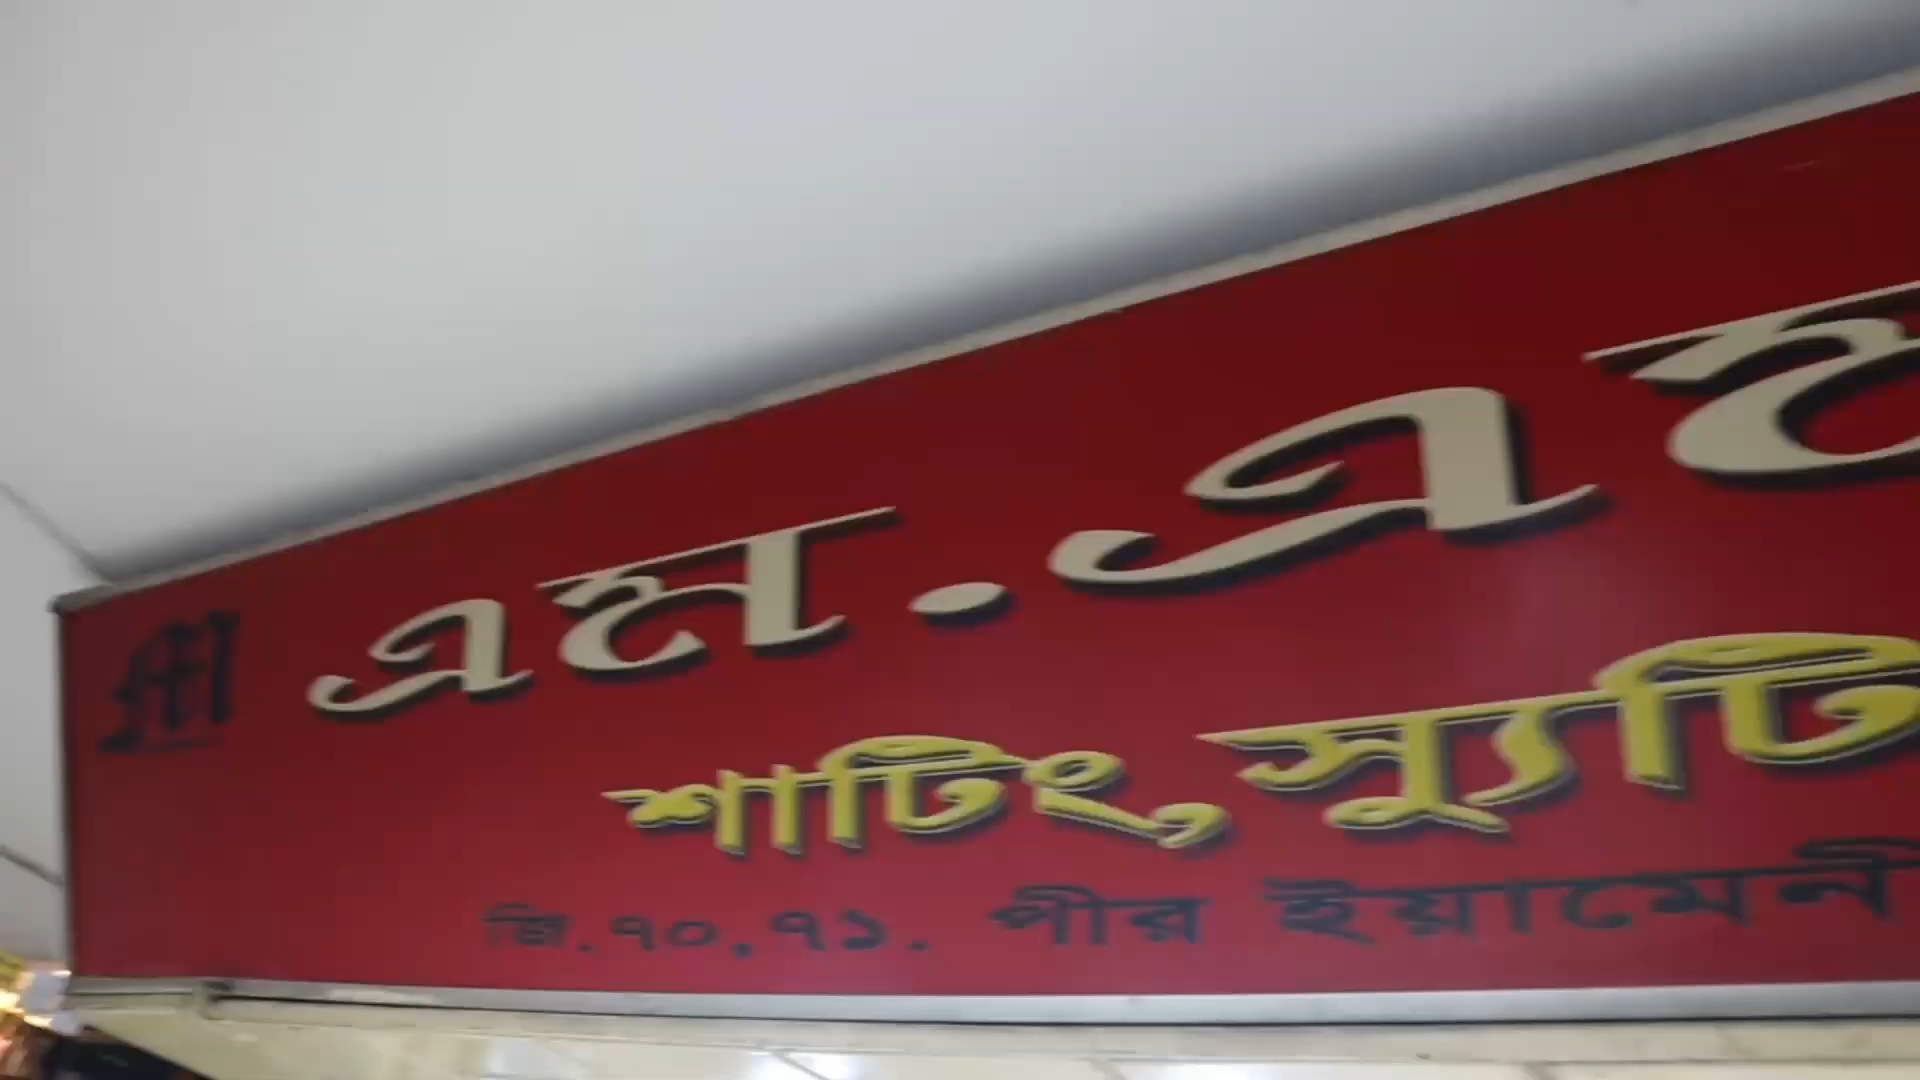 এম.এ
শার্টিং স্যুটিং
জি.৭০,৭১. পীর ইয়ামেনী